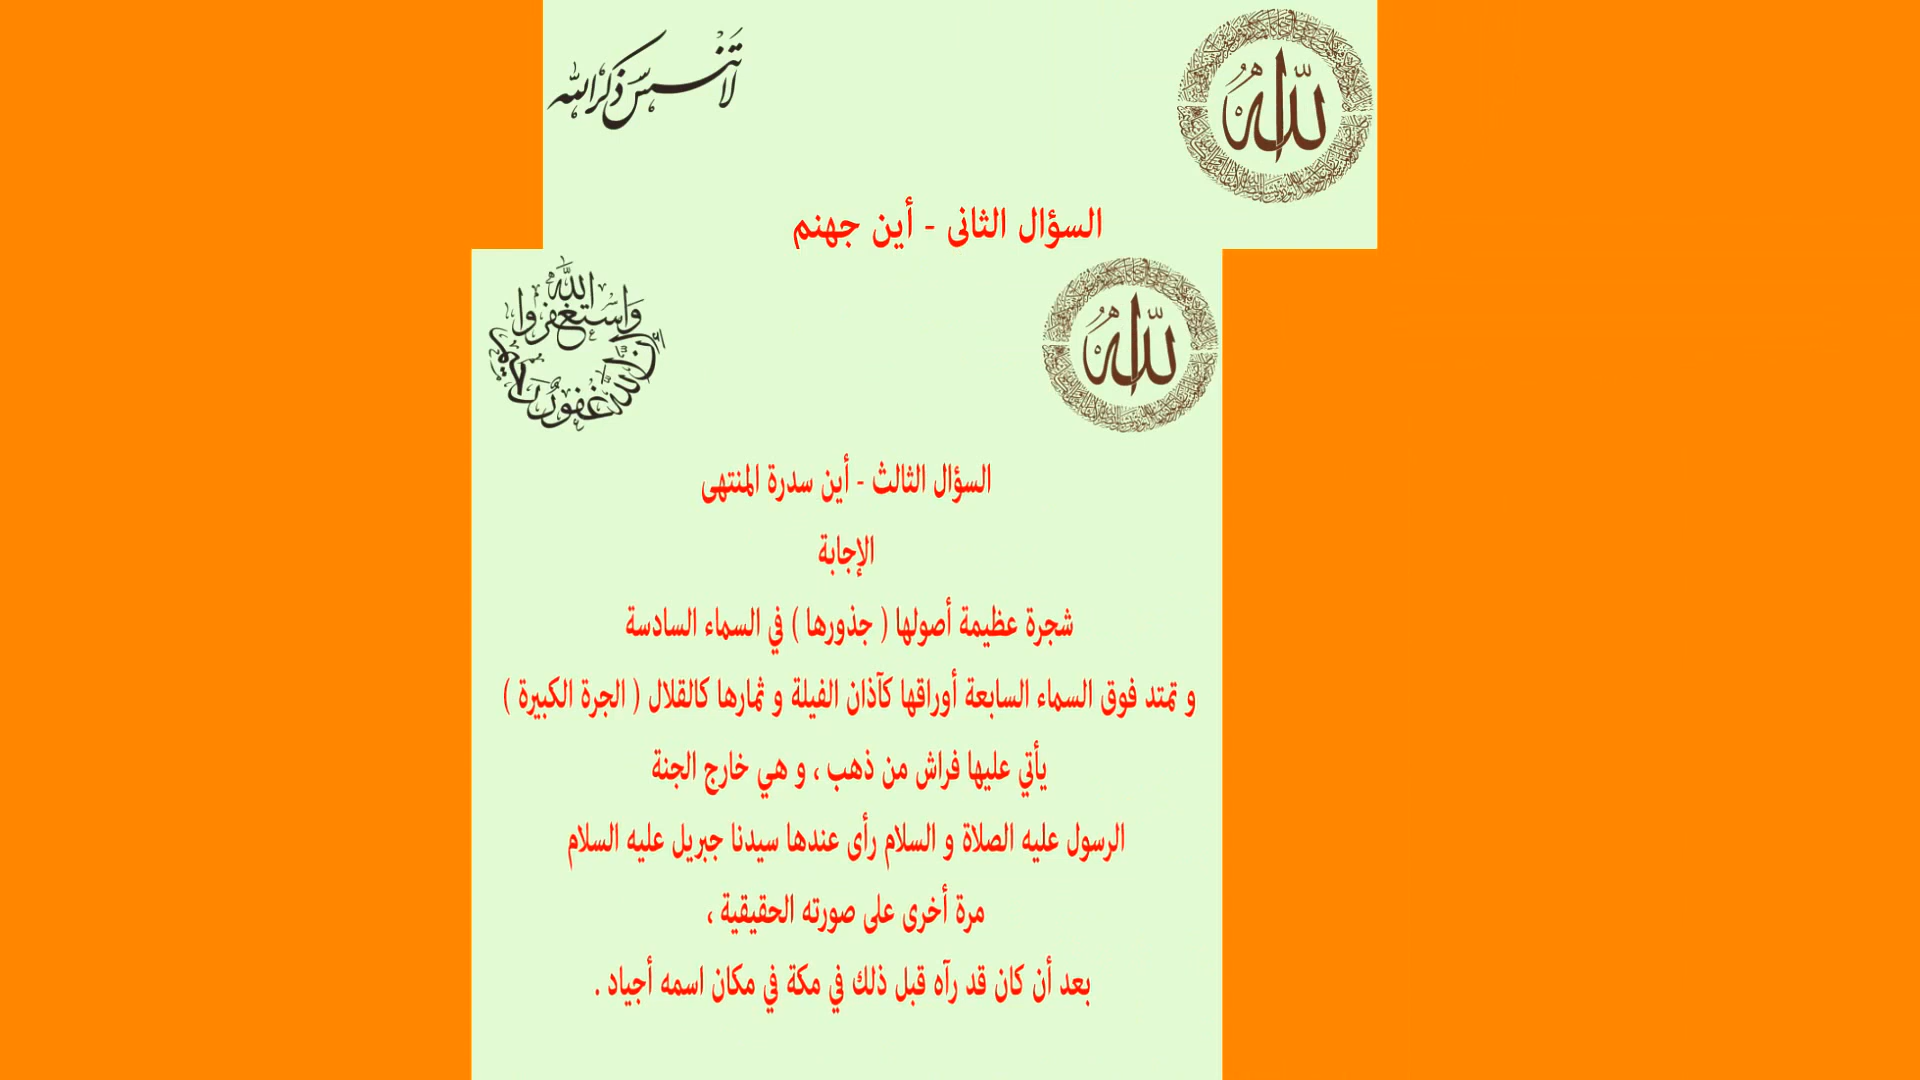 لا تنس ذكر الله
الله
السؤال الثانى - أين جهنم
واستغفروا الله إن الله غفور رحيم
الله
السؤال الثالث - أين سدرة المنتهى
الإجابة
شجرة عظيمة أصولها ( جذورها ) في السماء السادسة
و تمتد فوق السماء السابعة أوراقها كآذان الفيلة و ثمارها كالقلال ( الجرة الكبيرة )
يأتي عليها فراش من ذهب ، و هي خارج الجنة
الرسول عليه الصلاة و السلام رأى عندها سيدنا جبريل عليه السلام
مرة أخرى على صورته الحقيقية ،
بعد أن كان قد رآه قبل ذلك في مكة في مكان اسمه أجياد .